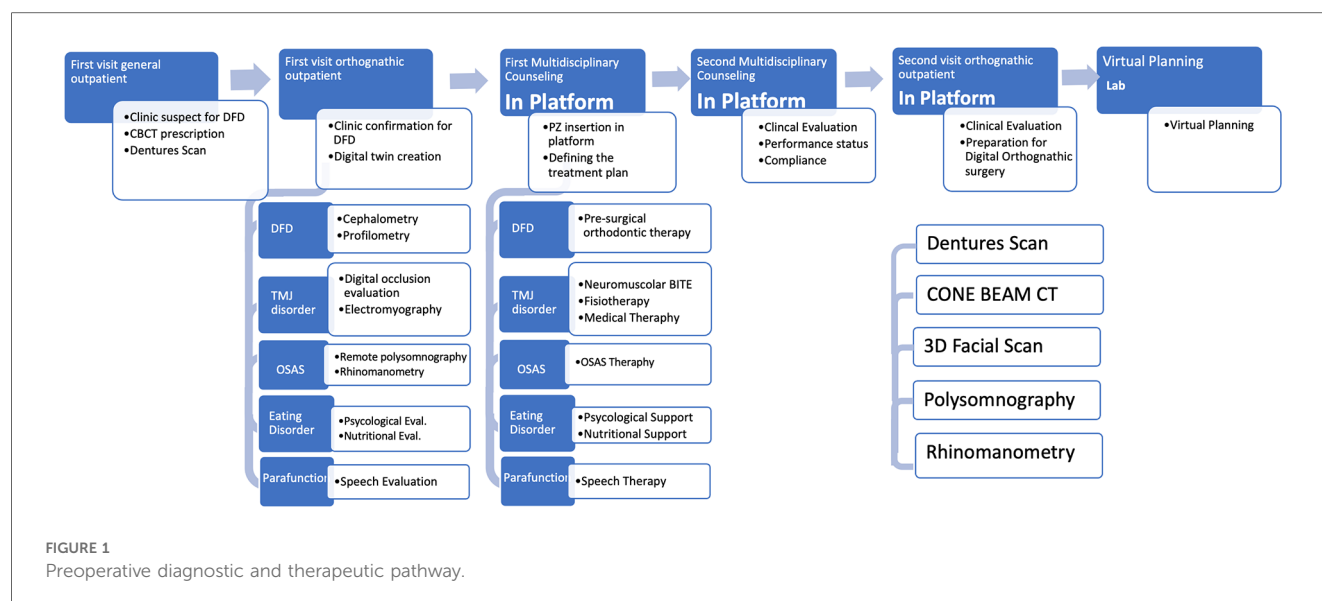 First visit general
outpatient
•Clinic suspect for DFD
•CBCT prescription
•Dentures Scan
First visit orthognathic
outpatient
•Clinic confirmation for
DFD
•Digital twin creation
First Multidisciplinary
Counseling
In Platform
•PZ insertion in
platform
•Defining the
treatment plan
Second Multidisciplinary
Counseling
In Platform
•Clincal Evaluation
•Performance status
•Compliance
Second visit orthognathic
outpatient
In Platform
•Clinical Evaluation
•Preparation for
Digital Orthognathic
surgery
Virtual Planning
Lab
•Virtual Planning
DFD
•Cephalometry
•Profilometry
TMJ
disorder
•Digital occlusion
evaluation
•Electromyography
OSAS
•Remote polysomnography
•Rhinomanometry
Eating
Disorder
•Psycological Eval.
•Nutritional Eval.
Parafunction
•Speech Evaluation
DFD
•Pre-surgical
orthodontic therapy
TMJ
disorder
•Neuromuscolar BITE
•Fisiotherapy
•Medical Theraphy
OSAS
•OSAS Theraphy
Eating
Disorder
•Psycological Support
•Nutritional Support
Parafunction
•Speech Therapy
Dentures Scan
CONE BEAM CT
3D Facial Scan
Polysomnography
Rhinomanometry
FIGURE 1
Preoperative diagnostic and therapeutic pathway.